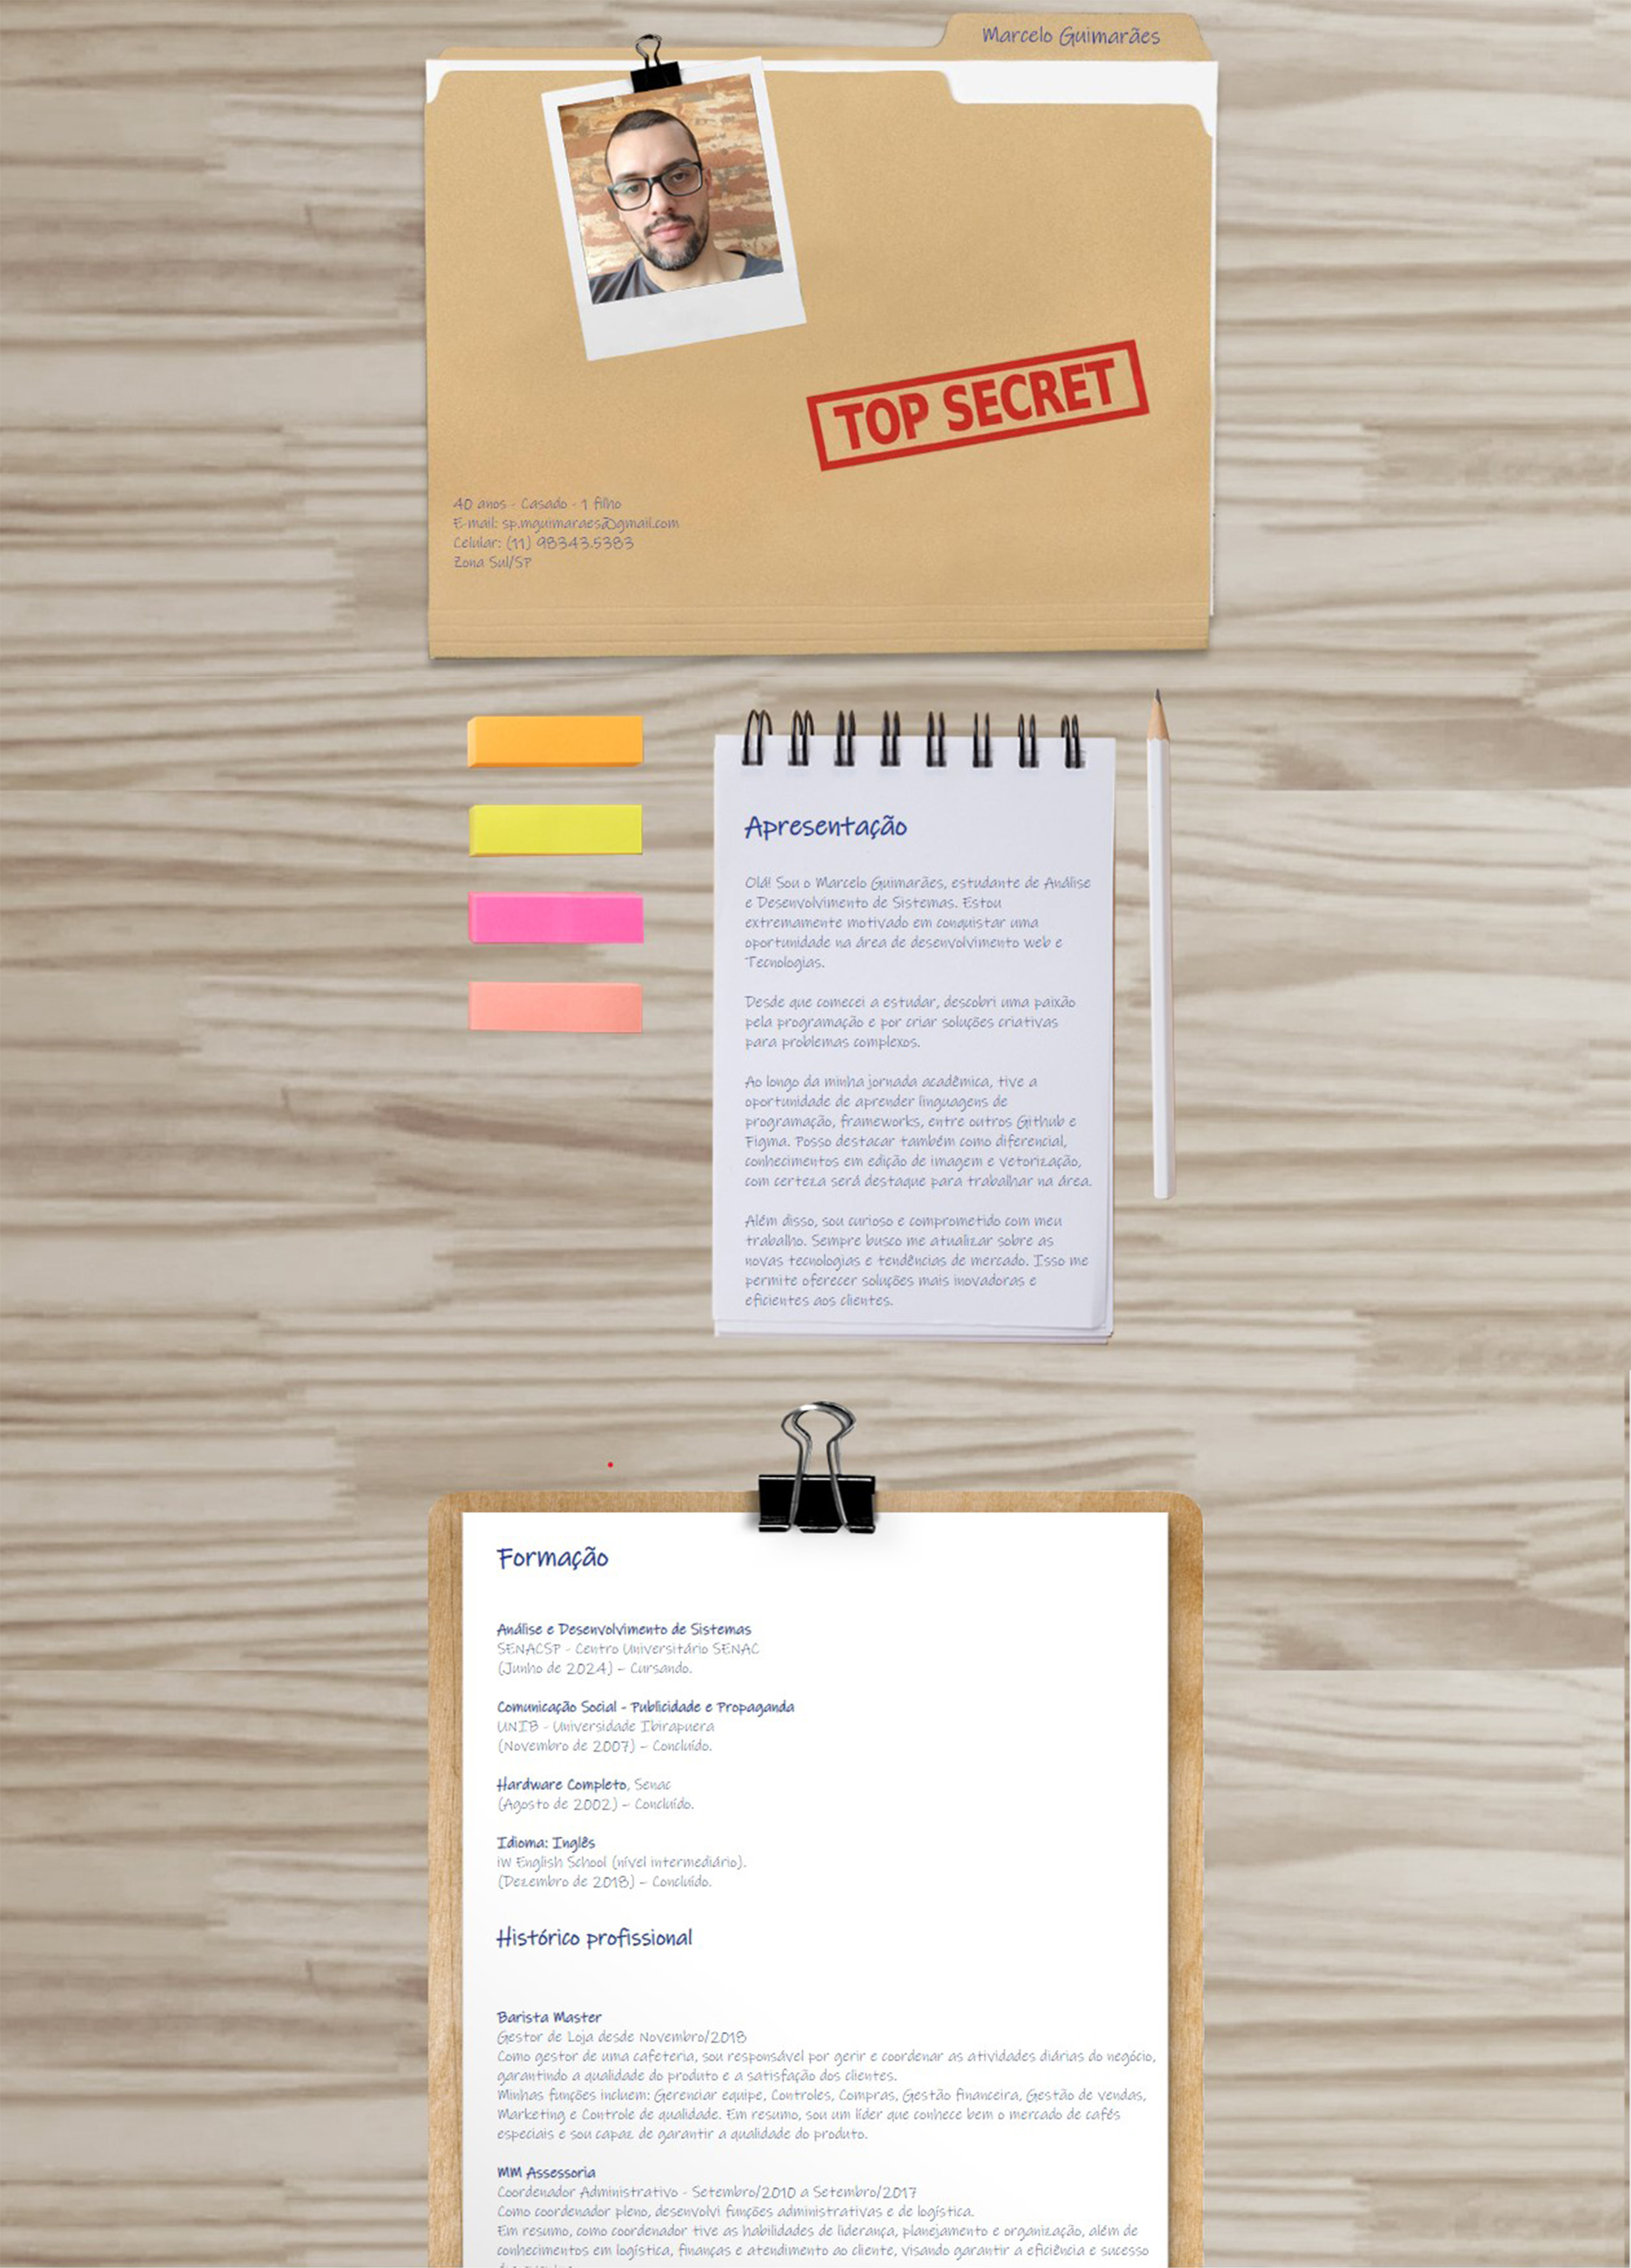 Marcelo Guimarães
TOP SECRET
40 anos - Casado - 1 filho
E-mail: sp.mguimaraes@gmail.com
Celular: (11) 98343.5383
Zona Sul/SP
Apresentação
Olá! Sou o Marcelo Guimarães, estudante de Análise
e Desenvolvimento de Sistemas. Estou
extremamente motivado em conquistar uma
oportunidade na área de desenvolvimento web e
Tecnologias.
Desde que comecei a estudar, descobri uma paixão
pela programação e por criar soluções criativas
para problemas complexos.
Ao longo da minha jornada acadêmica, tive a
oportunidade de aprender linguagens de
programação, frameworks, entre outros Github e
Figma. Posso destacar também como diferencial,
conhecimentos em edição de imagem e vetorização,
com certeza será destaque para trabalhar na área.
Além disso, sou curioso e comprometido com meu
trabalho. Sempre busco me atualizar sobre as
novas tecnologias e tendências de mercado. Isso me
permite oferecer soluções mais inovadoras e
eficientes aos clientes.
Formação
Análise e Desenvolvimento de Sistemas
SENACSP - Centro Universitário SENAC
(Junho de 2024) – Cursando.
Comunicação Social - Publicidade e Propaganda
UNIB - Universidade Ibirapuera
(Novembro de 2007) – Concluído.
Hardware Completo, Senac
(Agosto de 2002) – Concluído.
Idioma: Inglês
iW English School (nível intermediário).
(Dezembro de 2018) – Concluído.
Histórico profissional
Barista Master
Gestor de Loja desde Novembro/2018
Como gestor de uma cafeteria, sou responsável por gerir e coordenar as atividades diárias do negócio,
garantindo a qualidade do produto e a satisfação dos clientes.
Minhas funções incluem: Gerenciar equipe, Controles, Compras, Gestão financeira, Gestão de vendas,
Marketing e Controle de qualidade. Em resumo, sou um líder que conhece bem o mercado de cafés
especiais e sou capaz de garantir a qualidade do produto.
MM Assessoria
Coordenador Administrativo - Setembro/2010 a Setembro/2017
Como coordenador pleno, desenvolvi funções administrativas e de logística.
Em resumo, como coordenador tive as habilidades de liderança, planejamento e organização, além de
conhecimentos em logística, finanças e atendimento ao cliente, visando garantir a eficiência e sucesso